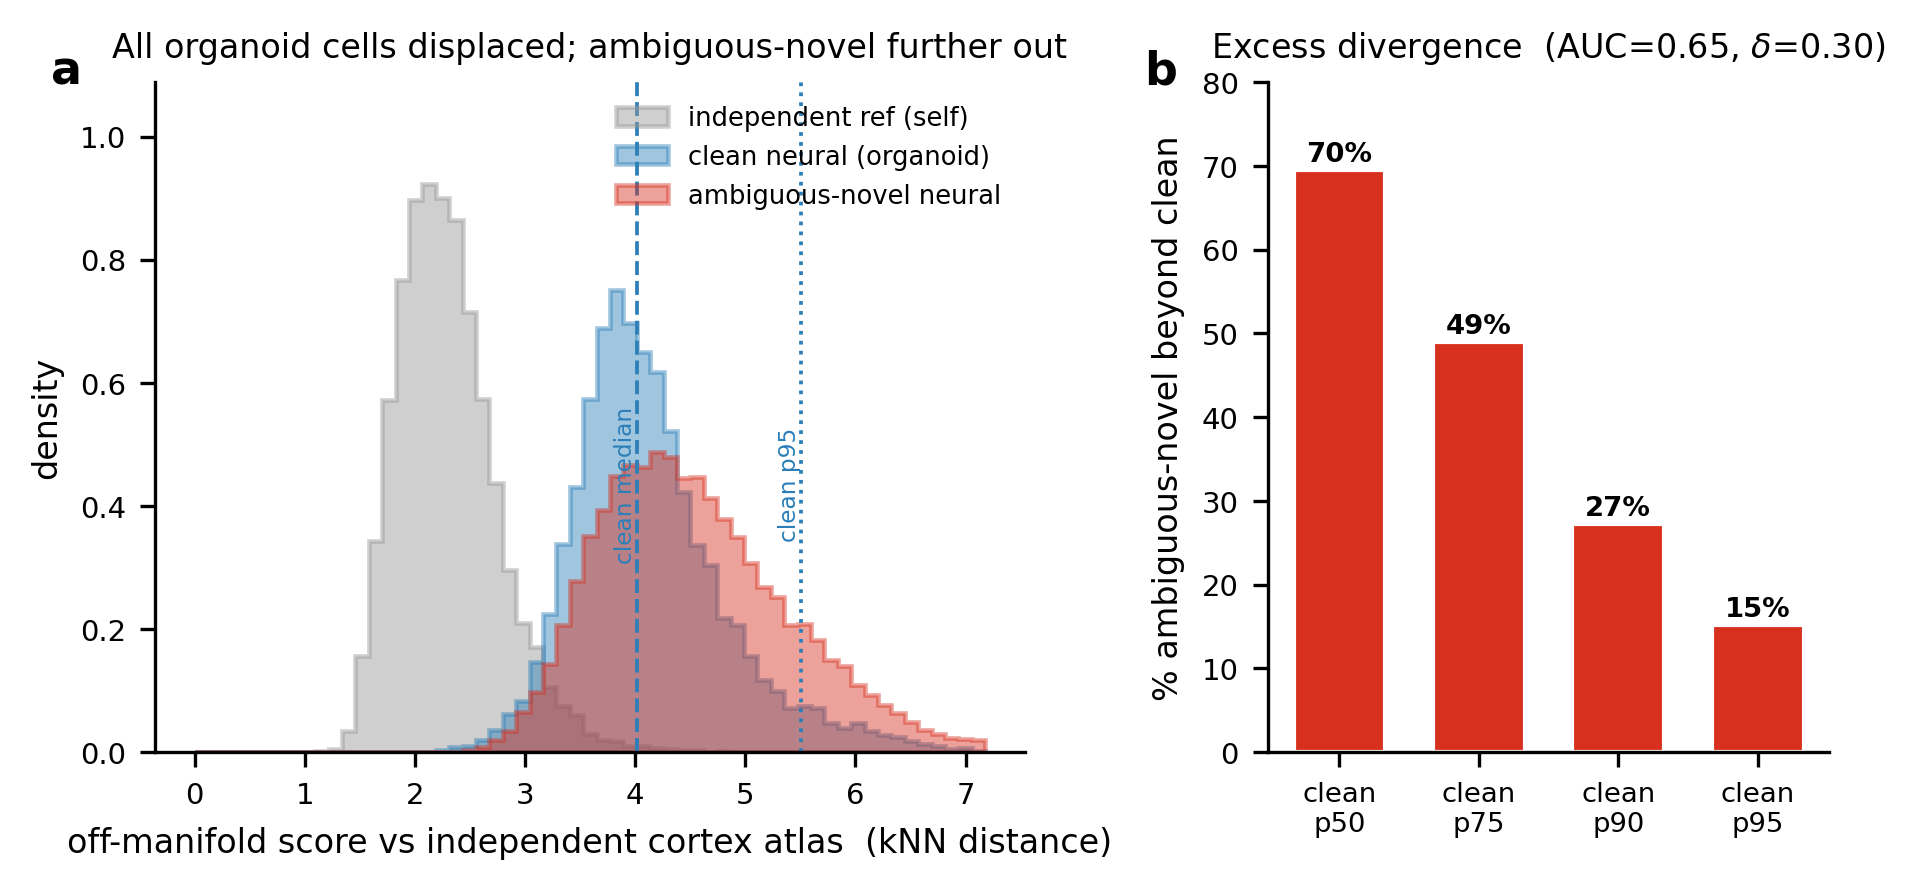 a
All organoid cells displaced; ambiguous-novel further out
independent ref (self)
clean neural (organoid)
ambiguous-novel neural
clean median
clean p95
density
0.0
0.2
0.4
0.6
0.8
1.0
0
1
2
3
4
5
6
7
off-manifold score vs independent cortex atlas (kNN distance)
b
Excess divergence (AUC=0.65, δ=0.30)
% ambiguous-novel beyond clean
0
10
20
30
40
50
60
70
80
70%
49%
27%
15%
clean
p50
clean
p75
clean
p90
clean
p95